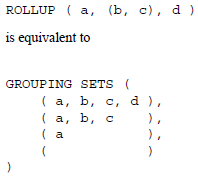 ROLLUP ( a, (b, c), d )
is equivalent to
GROUPING SETS (
( a, b, c, d ),
( a, b, c ),
( a ),
( )
)